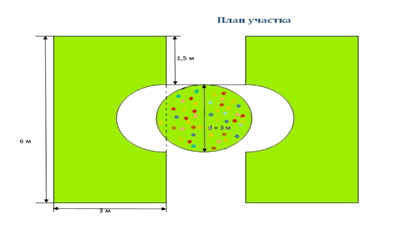 План участка
1,5 м
d = 3 м
6 м
3 м